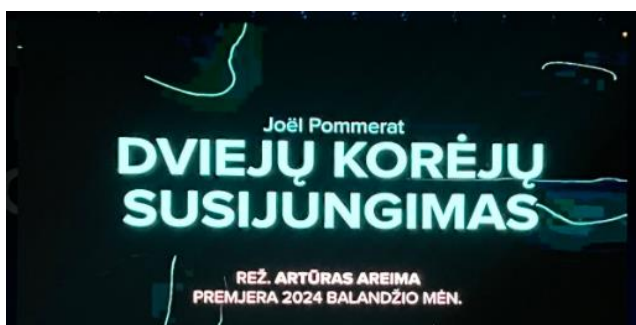 Joël Pommerat
DVIEJŲ KORĖJŲ
SUSIJUNGIMAS
REŽ. ARTŪRAS AREIMA
PREMJERA 2024 BALANDŽIO MĖN.